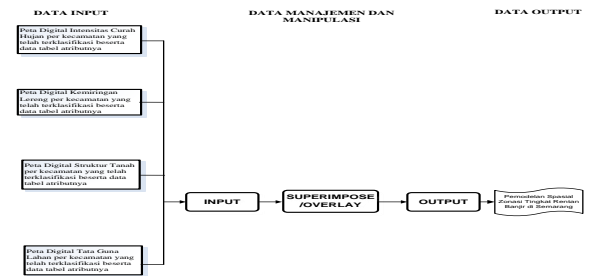 DATA INPUT
DATA MANAJEMEN DAN
MANIPULASI
DATA OUTPUT
Peta Digital Intensitas Curah
Hujan per kecamatan yang
telah terklasifikasi beserta
data tabel atributnya
Peta Digital Kemiringan
Lereng per kecamatan yang
telah terklasifikasi beserta
data tabel atributnya
Peta Digital Struktur Tanah
per kecamatan yang telah
terklasifikasi beserta data
tabel atributnya
Peta Digital Tata Guna
Lahan per kecamatan yang
telah terklasifikasi beserta
data tabel atributnya
INPUT
SUPERIMPOSE
/OVERLAY
OUTPUT
Pemodelan Spasial
Zonasi Tingkat Rentan
Banjir di Semarang